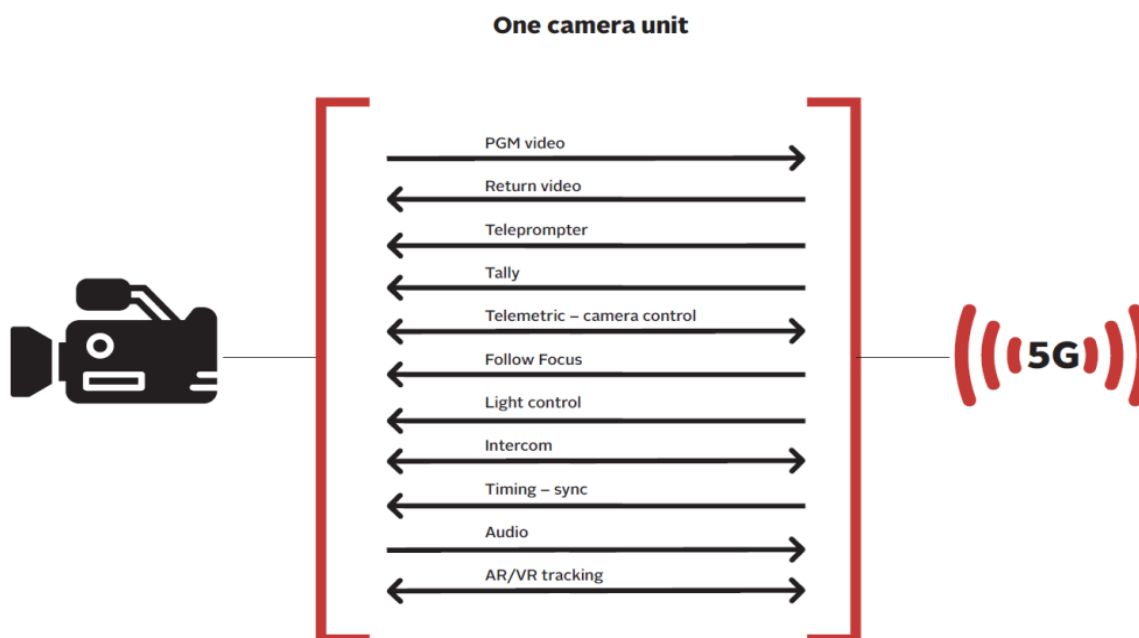 One camera unit
PGM video
Return video
Teleprompter
Tally
Telemetric – camera control
Follow Focus
Light control
Intercom
Timing – sync
Audio
AR/VR tracking
5G